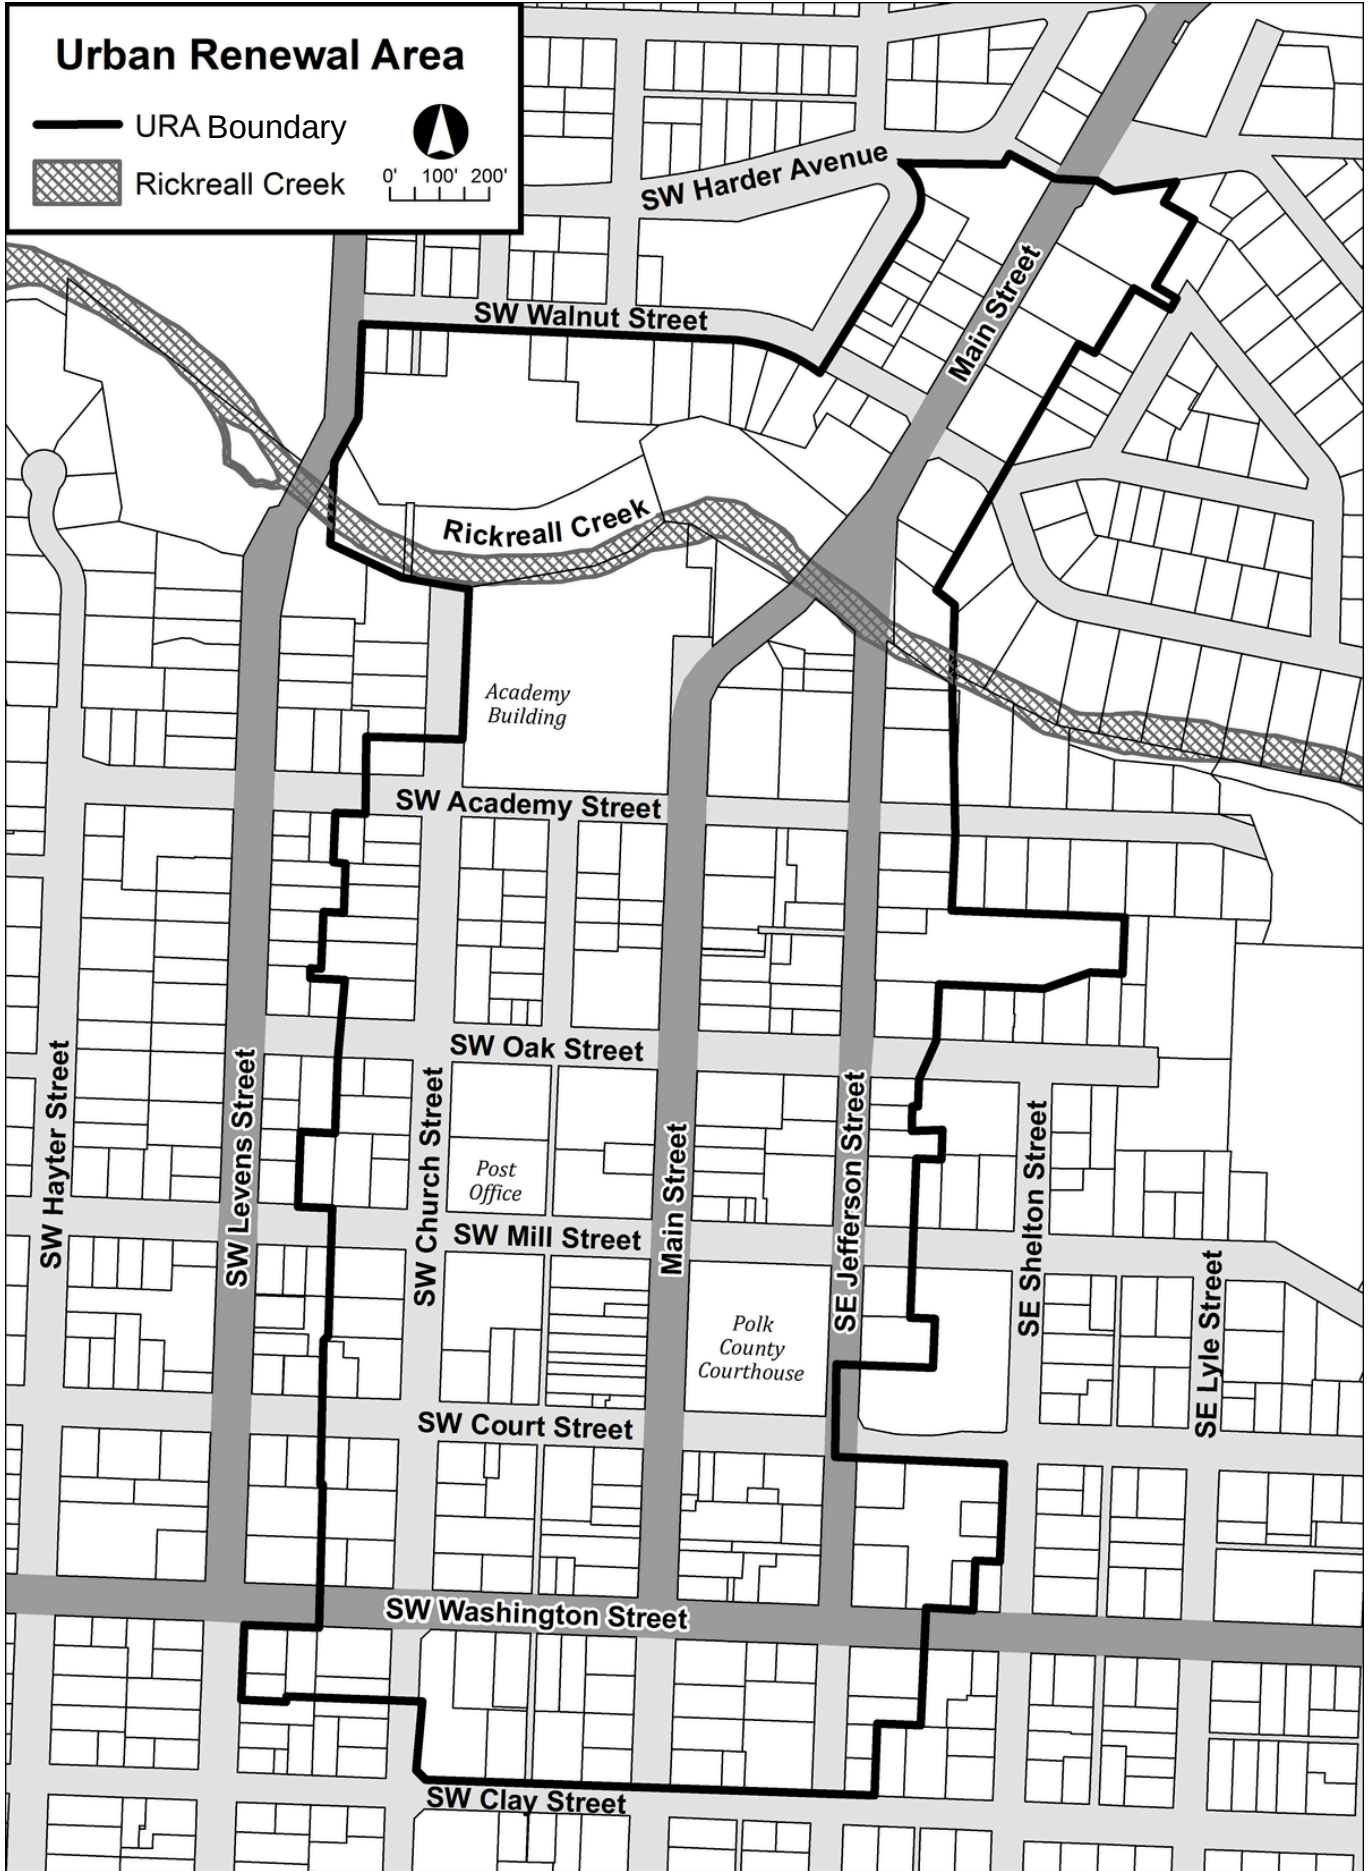 Urban Renewal Area
URA Boundary
Rickreall Creek
0' 100' 200'
SW Harder Avenue
SW Walnut Street
Main Street
Rickreall Creek
Academy
Building
SW Academy Street
SW Oak Street
SW Hayter Street
SW Levens Street
SW Church Street
Post
Office
Main Street
SE Jefferson Street
SE Shelton Street
SW Mill Street
SE Lyle Street
Polk
County
Courthouse
SW Court Street
SW Washington Street
SW Clay Street